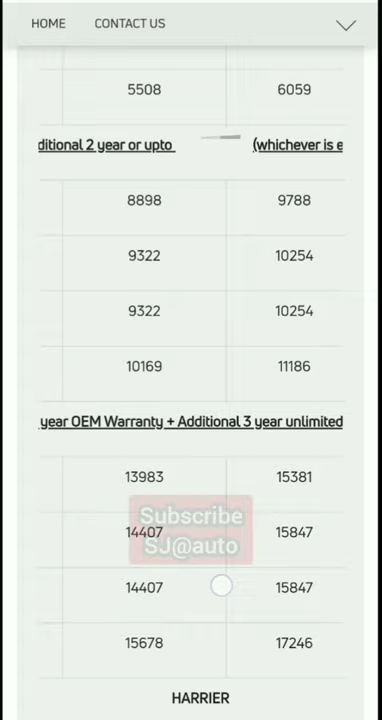 HOME CONTACT US
5508 6059
ditional 2 year or upto (whichever is e
8898 9788
9322 10254
9322 10254
10169 11186
year OEM Warranty + Additional 3 year unlimited
13983 15381
Subscribe
14407 15847
SJ@auto
14407 15847
15678 17246
HARRIER